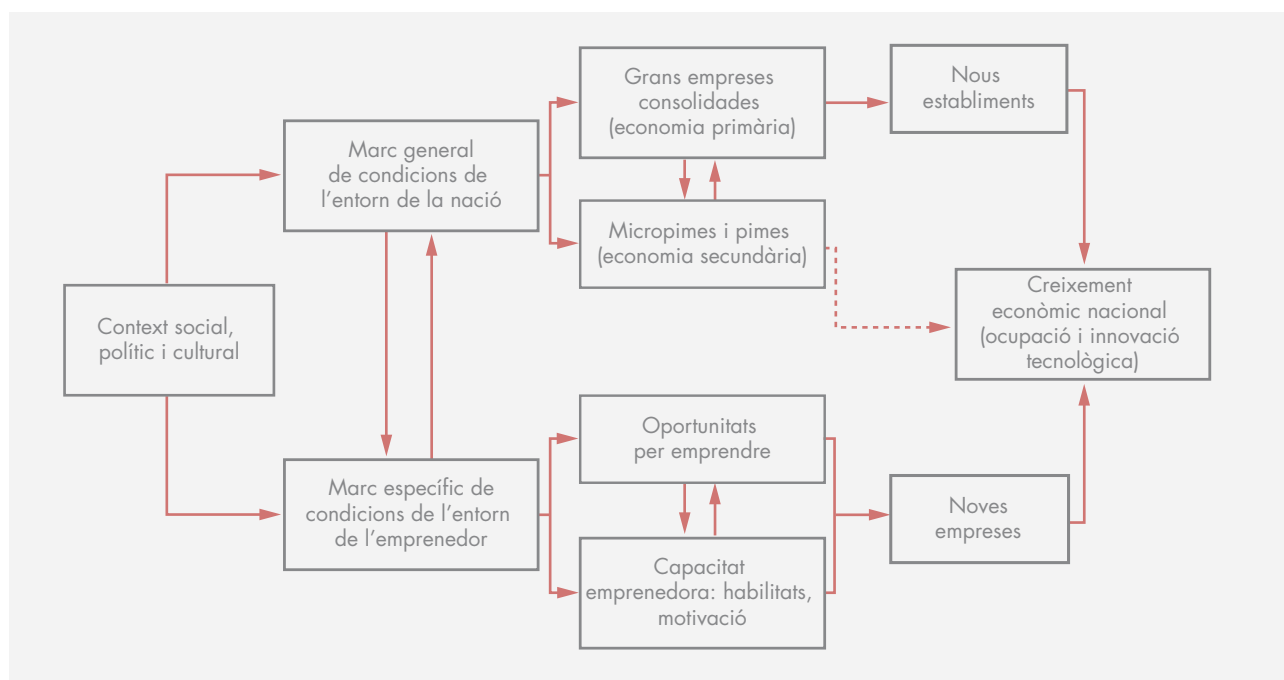 Grans empreses
consolidades
(economia primària)
Nous
establiments
Marc general
de condicions de
l'entorn de la nació
Micropimes i pimes
(economia secundària)
Context social,
polític i cultural
Creixement
econòmic nacional
(ocupació i innovació
tecnològica)
Oportunitats
per emprendre
Marc específic de
condicions de l'entorn
de l'emprenedor
Noves
empreses
Capacitat
emprenedora: habilitats,
motivació